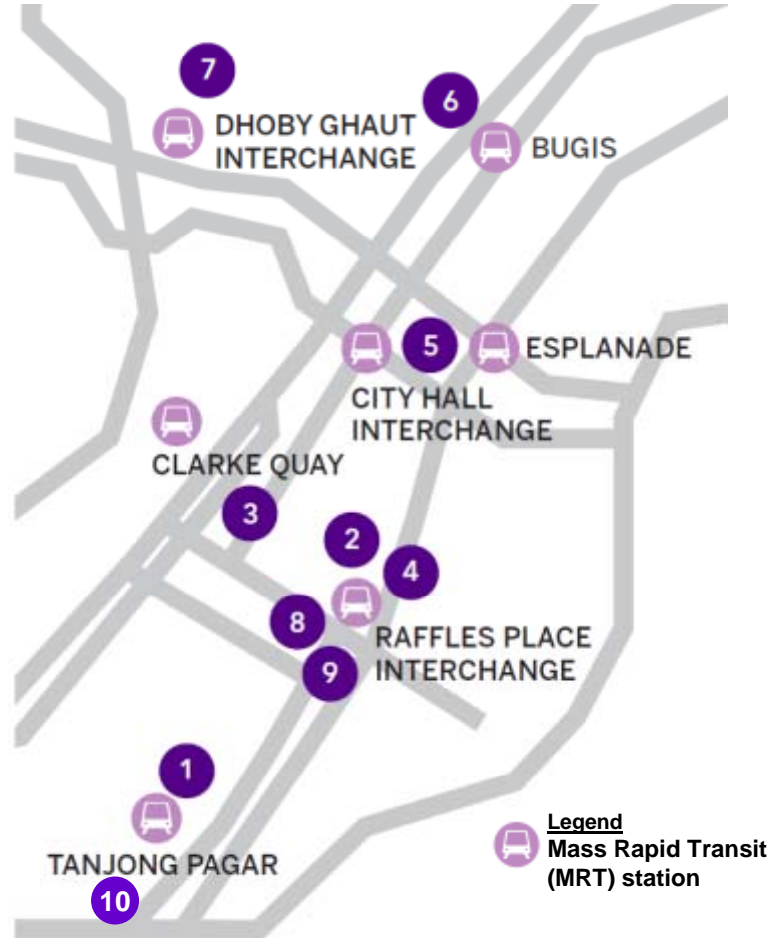 7
6
DHOBY GHAUT
INTERCHANGE
BUGIS
5
ESPLANADE
CITY HALL
INTERCHANGE
CLARKE QUAY
3
2
4
8
RAFFLES PLACE
INTERCHANGE
9
1
TANJONG PAGAR
10
Legend
Mass Rapid Transit
(MRT) station